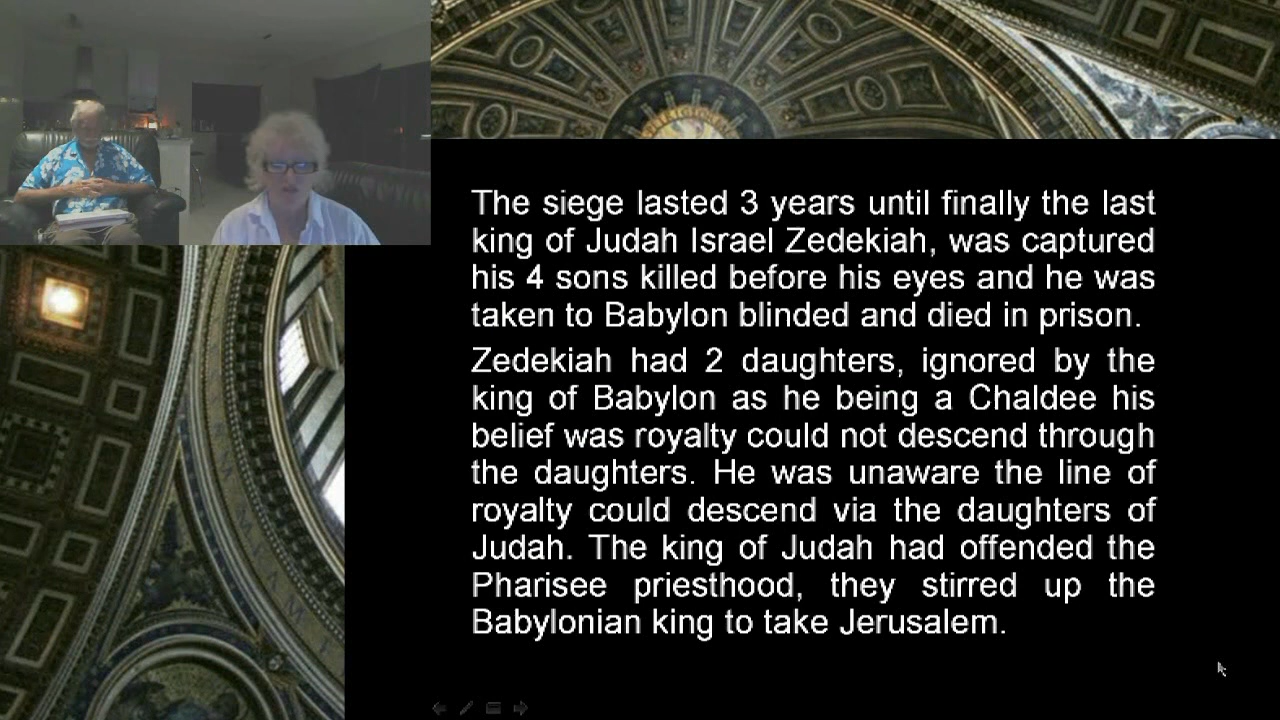 The siege lasted 3 years until finally the last
king of Judah Israel Zedekiah, was captured
his 4 sons killed before his eyes and he was
taken to Babylon blinded and died in prison.
Zedekiah had 2 daughters, ignored by the
king of Babylon as he being a Chaldee his
belief was royalty could not descend through
the daughters. He was unaware the line of
royalty could descend via the daughters of
Judah. The king of Judah had offended the
Pharisee priesthood, they stirred up the
Babylonian king to take Jerusalem.